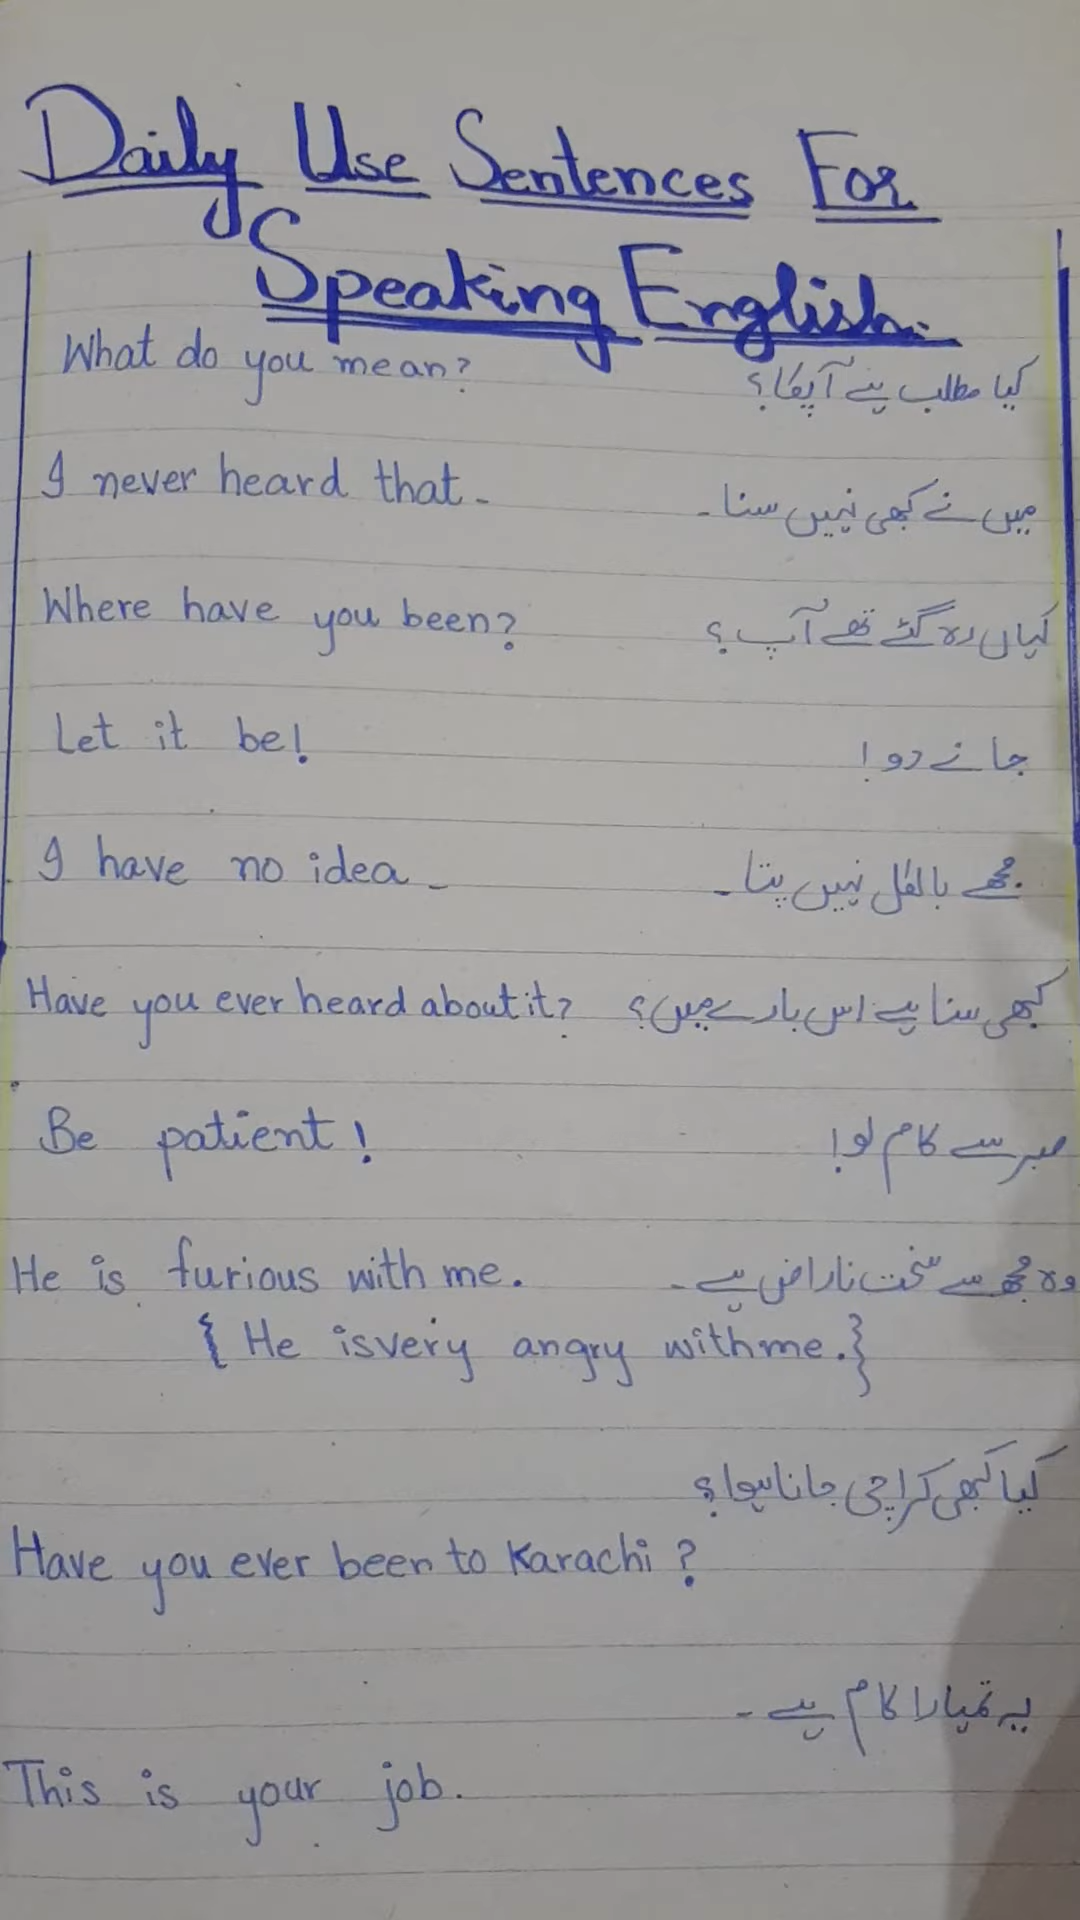 Daily Use Sentences For
Speaking English.
What do you mean? کیا مطلب ہے آپکا؟
I never heard that. میں نے کبھی نہیں سنا۔
Where have you been? کہاں رہ گئے تھے آپ؟
Let it be! جانے دو!
I have no idea. مجھے بالکل نہیں پتا۔
Have you ever heard about it? کبھی سنا ہے اس بارے میں؟
Be patient! صبر سے کام لو!
He is furious with me. وہ مجھ سے سخت ناراض ہے۔
{ He is very angry with me. }
کیا کبھی کراچی جانا ہوا؟
Have you ever been to Karachi?
یہ تمہارا کام ہے۔
This is your job.